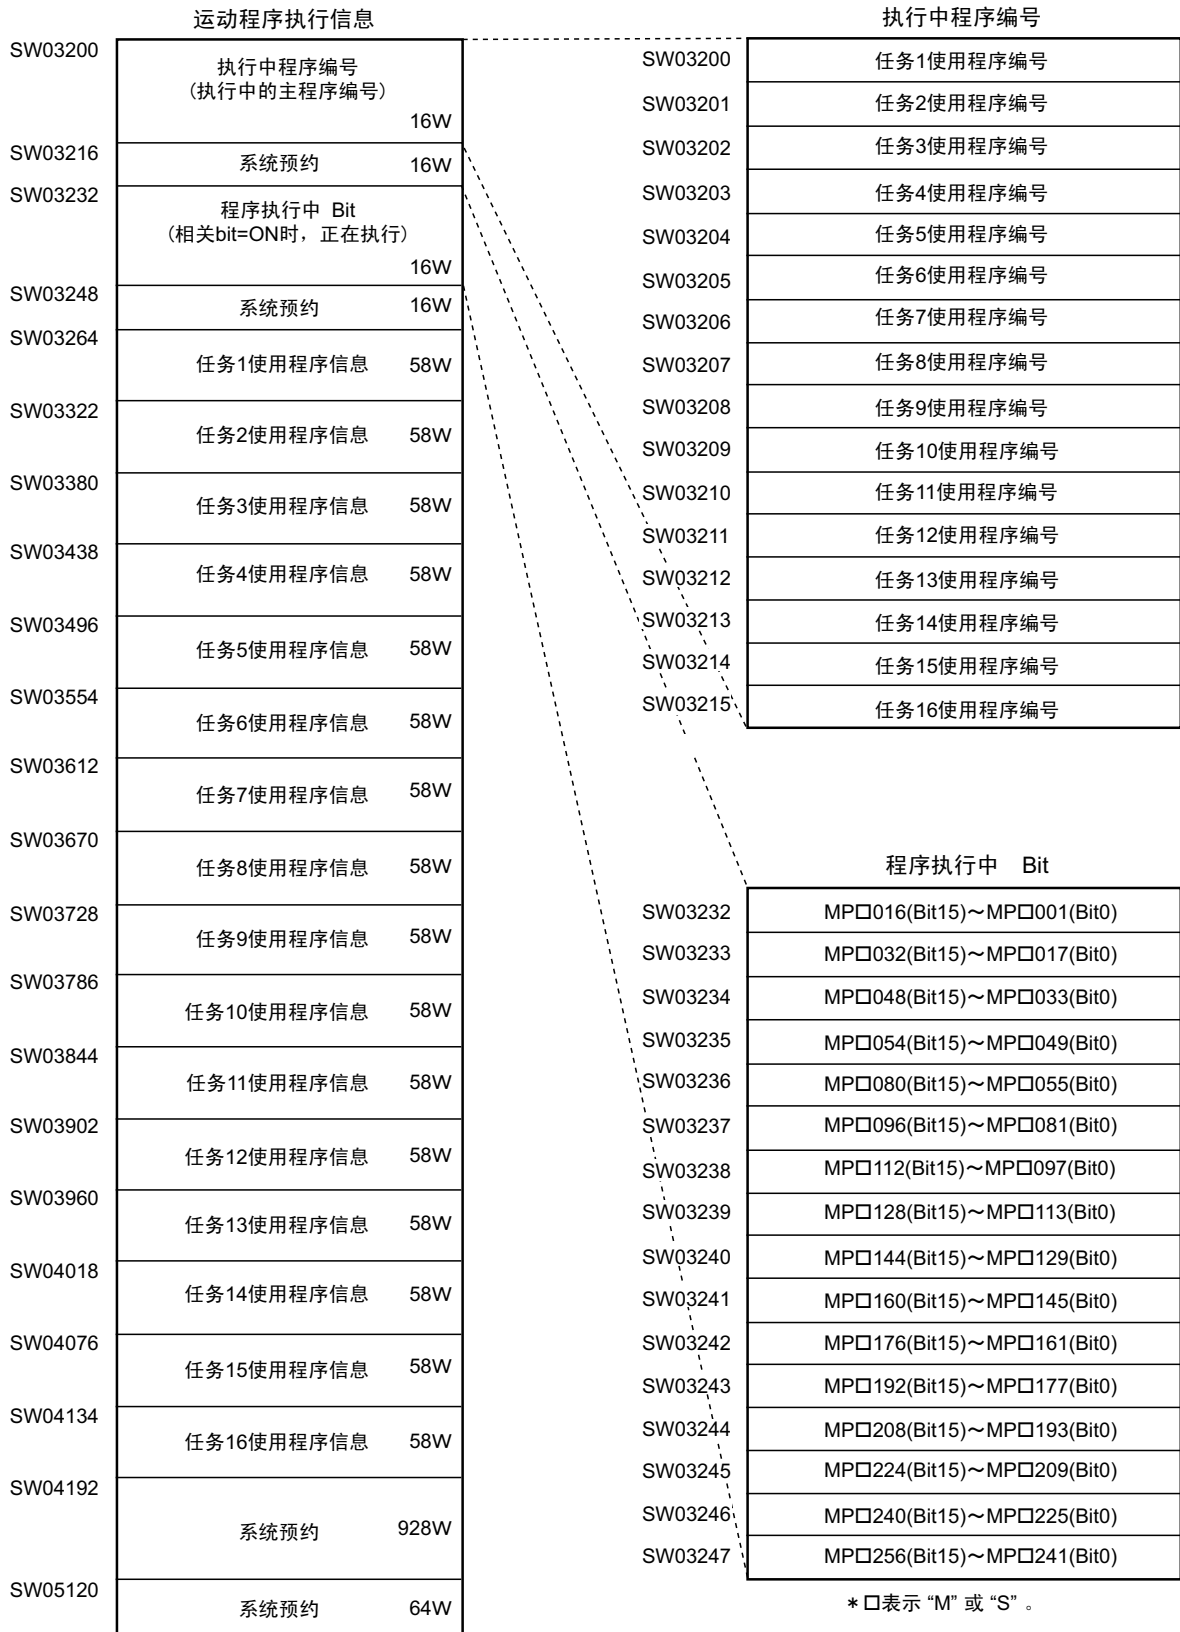 运动程序执行信息
SW03200
执行中程序编号
(执行中的主程序编号)
16W
SW03216
系统预约 16W
SW03232
程序执行中 Bit
(相关bit=ON时，正在执行)
16W
SW03248
系统预约 16W
SW03264
任务1使用程序信息 58W
SW03322
任务2使用程序信息 58W
SW03380
任务3使用程序信息 58W
SW03438
任务4使用程序信息 58W
SW03496
任务5使用程序信息 58W
SW03554
任务6使用程序信息 58W
SW03612
任务7使用程序信息 58W
SW03670
任务8使用程序信息 58W
SW03728
任务9使用程序信息 58W
SW03786
任务10使用程序信息 58W
SW03844
任务11使用程序信息 58W
SW03902
任务12使用程序信息 58W
SW03960
任务13使用程序信息 58W
SW04018
任务14使用程序信息 58W
SW04076
任务15使用程序信息 58W
SW04134
任务16使用程序信息 58W
SW04192
系统预约 928W
SW05120
系统预约 64W
执行中程序编号
SW03200 任务1使用程序编号
SW03201 任务2使用程序编号
SW03202 任务3使用程序编号
SW03203 任务4使用程序编号
SW03204 任务5使用程序编号
SW03205 任务6使用程序编号
SW03206 任务7使用程序编号
SW03207 任务8使用程序编号
SW03208 任务9使用程序编号
SW03209 任务10使用程序编号
SW03210 任务11使用程序编号
SW03211 任务12使用程序编号
SW03212 任务13使用程序编号
SW03213 任务14使用程序编号
SW03214 任务15使用程序编号
SW03215 任务16使用程序编号
程序执行中 Bit
SW03232 MP□016(Bit15)～MP□001(Bit0)
SW03233 MP□032(Bit15)～MP□017(Bit0)
SW03234 MP□048(Bit15)～MP□033(Bit0)
SW03235 MP□054(Bit15)～MP□049(Bit0)
SW03236 MP□080(Bit15)～MP□055(Bit0)
SW03237 MP□096(Bit15)～MP□081(Bit0)
SW03238 MP□112(Bit15)～MP□097(Bit0)
SW03239 MP□128(Bit15)～MP□113(Bit0)
SW03240 MP□144(Bit15)～MP□129(Bit0)
SW03241 MP□160(Bit15)～MP□145(Bit0)
SW03242 MP□176(Bit15)～MP□161(Bit0)
SW03243 MP□192(Bit15)～MP□177(Bit0)
SW03244 MP□208(Bit15)～MP□193(Bit0)
SW03245 MP□224(Bit15)～MP□209(Bit0)
SW03246 MP□240(Bit15)～MP□225(Bit0)
SW03247 MP□256(Bit15)～MP□241(Bit0)
＊□表示 “M” 或 “S” 。